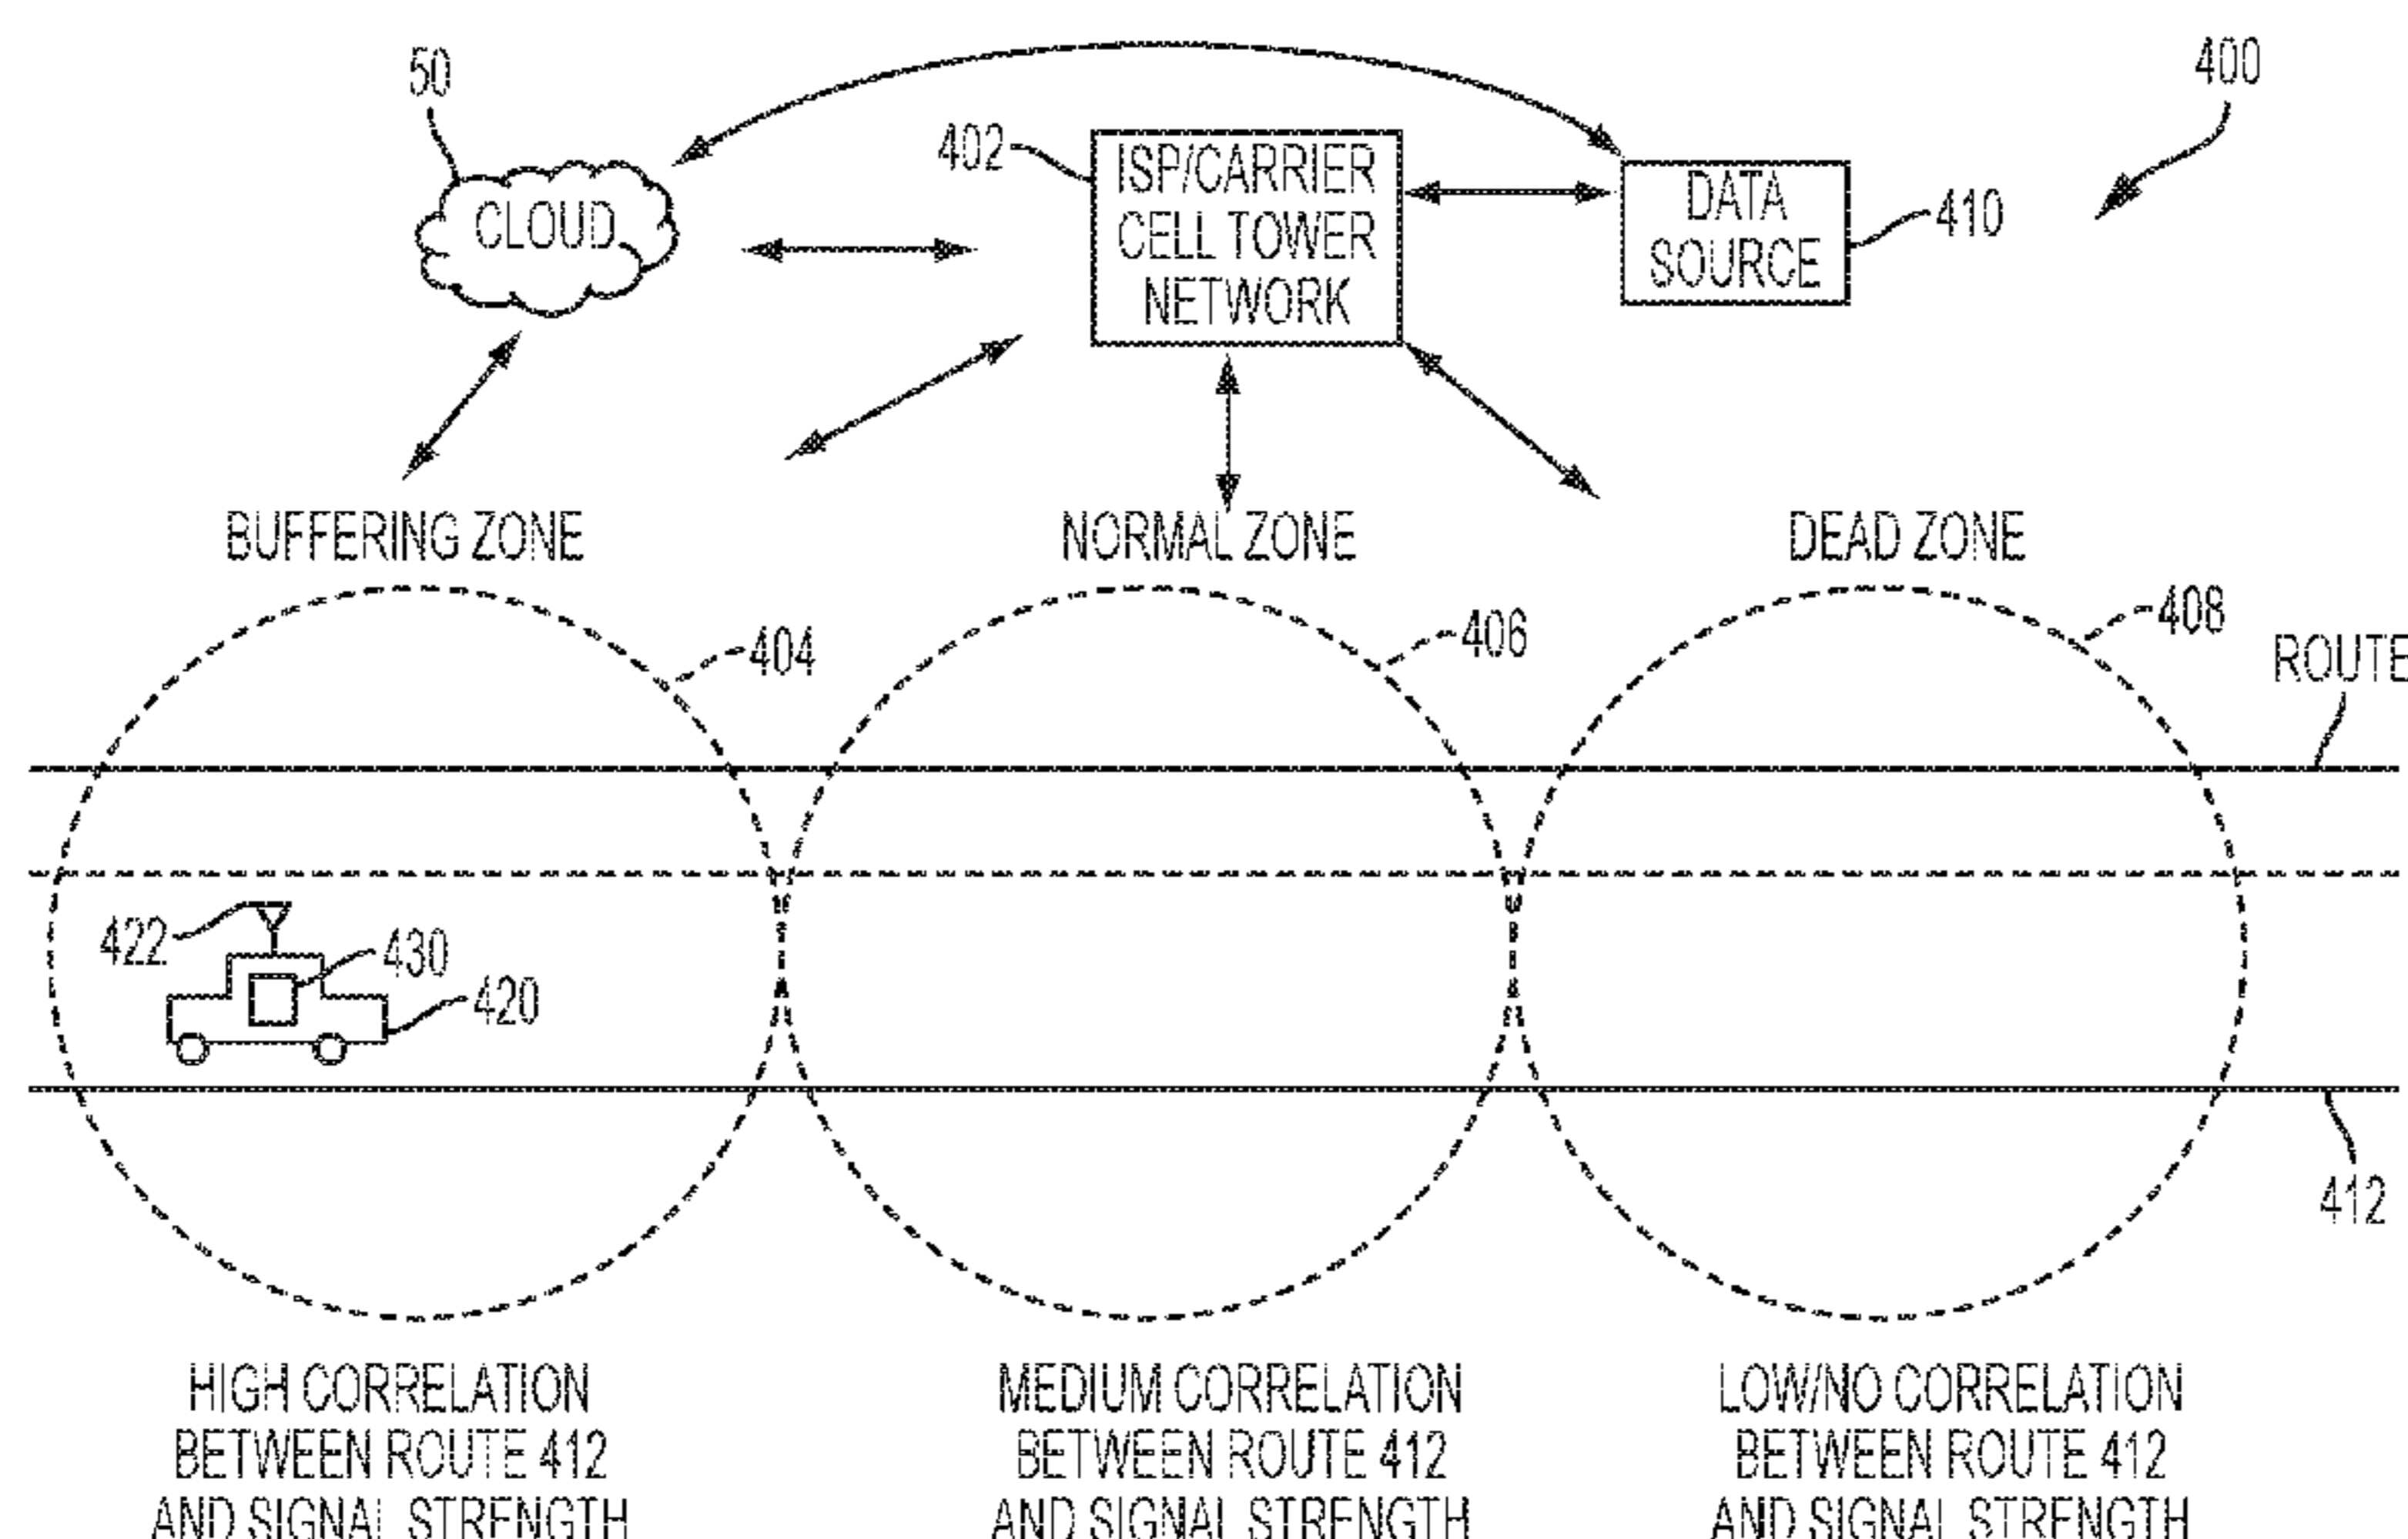 50
400
402
ISP/CARRIER
CELL TOWER
NETWORK
CLOUD
DATA
SOURCE
410
BUFFERING ZONE
NORMAL ZONE
DEAD ZONE
404
406
408
ROUTE
422
430
420
412
HIGH CORRELATION
BETWEEN ROUTE 412
AND SIGNAL STRENGTH
MEDIUM CORRELATION
BETWEEN ROUTE 412
AND SIGNAL STRENGTH
LOW/NO CORRELATION
BETWEEN ROUTE 412
AND SIGNAL STRENGTH